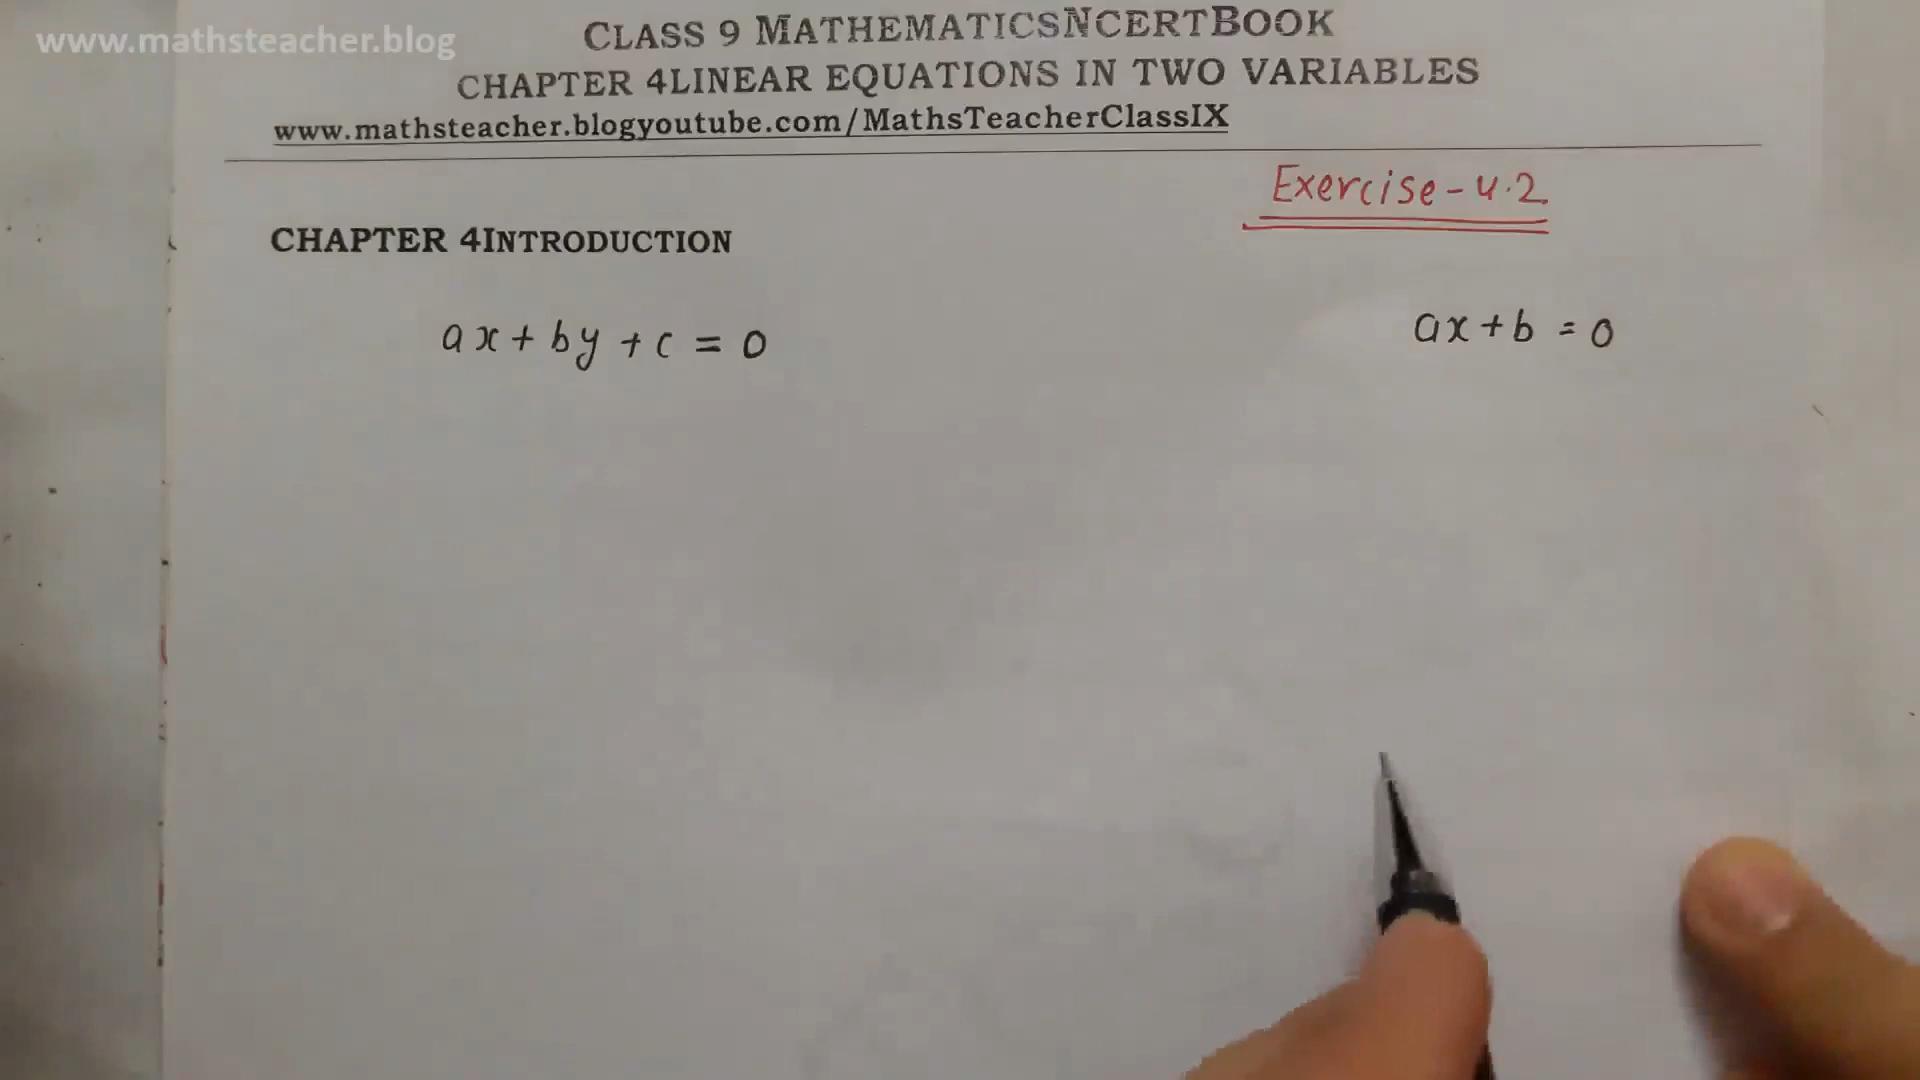 www.mathsteacher.blog
CLASS 9 MATHEMATICSNCERTBOOK
CHAPTER 4LINEAR EQUATIONS IN TWO VARIABLES
www.mathsteacher.blogyoutube.com/MathsTeacherClassIX
Exercise-4.2
CHAPTER 4INTRODUCTION
ax+by+c=0
ax+b=0